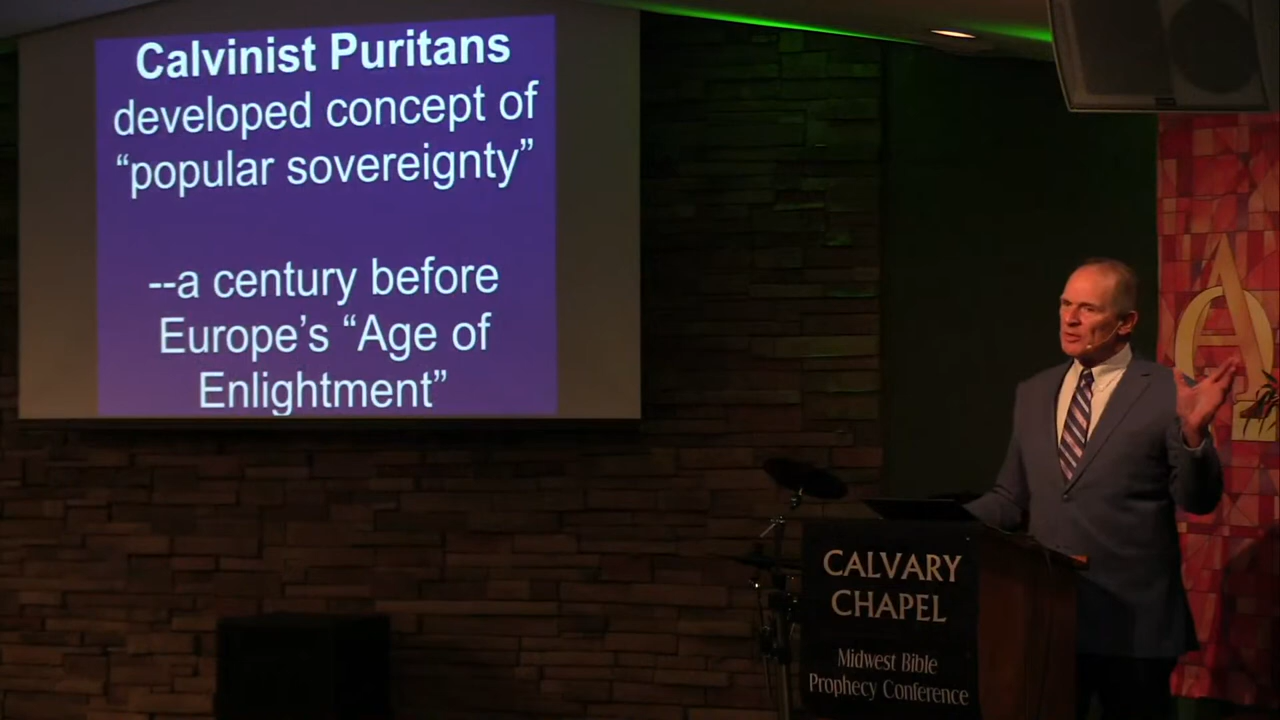 Calvinist Puritans
developed concept of
“popular sovereignty”
--a century before
Europe’s “Age of
Enlightment”
CALVARY
CHAPEL
Midwest Bible
Prophecy Conference